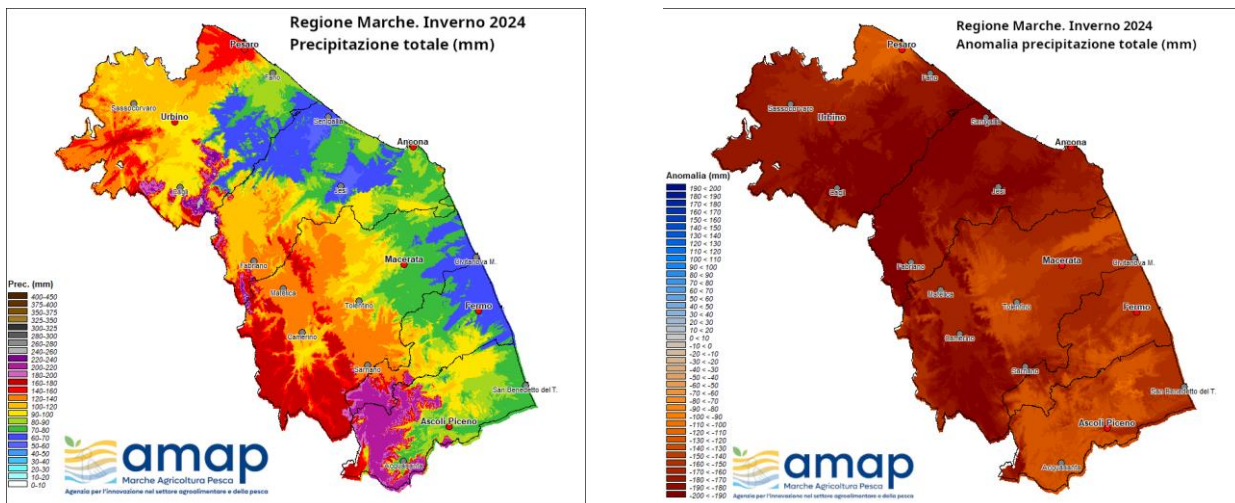 Regione Marche. Inverno 2024
Precipitazione totale (mm)
Pesaro
Fano
Sassocorvaro
Urbino
Senigallia
Ancona
Cagli
Jesi
Fabriano
Macerata
Civitanova M.
Matelica
Tolentino
Fermo
Camerino
Sarnano
San Benedetto del T.
Ascoli Piceno
Acquasanta
Prec. (mm)
400-450
375-400
350-375
325-350
300-325
280-300
260-280
240-260
220-240
200-220
180-200
160-180
140-160
120-140
100-120
90-100
80-90
70-80
60-70
50-60
40-50
30-40
20-30
10-20
0-10
amap
Marche Agricoltura Pesca
Agenzia per l'innovazione nel settore agroalimentare e della pesca
Regione Marche. Inverno 2024
Anomalia precipitazione totale (mm)
Pesaro
Fano
Sassocorvaro
Urbino
Senigallia
Ancona
Cagli
Jesi
Fabriano
Macerata
Civitanova M.
Matelica
Tolentino
Fermo
Camerino
Sarnano
San Benedetto del T.
Ascoli Piceno
Acquasanta
Anomalia (mm)
190 < 200
180 < 190
170 < 180
160 < 170
150 < 160
140 < 150
130 < 140
120 < 130
110 < 120
100 < 110
90 < 100
80 < 90
70 < 80
60 < 70
50 < 60
40 < 50
30 < 40
20 < 30
10 < 20
0 < 10
-10 < 0
-20 < -10
-30 < -20
-40 < -30
-50 < -40
-60 < -50
-70 < -60
-80 < -70
-90 < -80
-100 < -90
-110 < -100
-120 < -110
-130 < -120
-140 < -130
-150 < -140
-160 < -150
-170 < -160
-180 < -170
-190 < -180
-200 < -190
amap
Marche Agricoltura Pesca
Agenzia per l'innovazione nel settore agroalimentare e della pesca